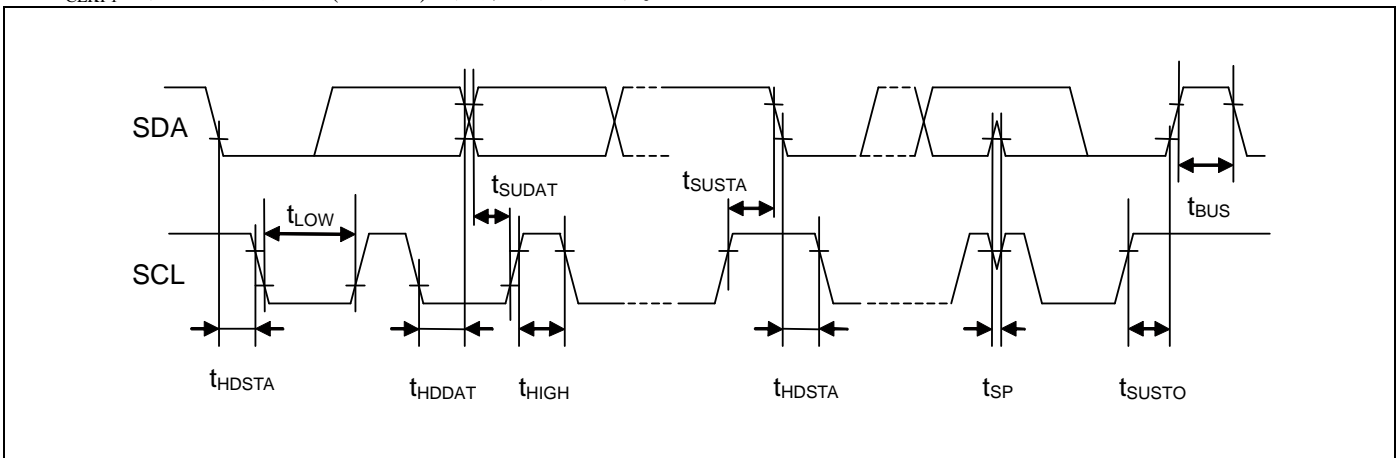 SDA
tSUDAT
tSUSTA
tBUS
tLOW
SCL
tHDSTA
tHDDAT
tHIGH
tHDSTA
tSP
tSUSTO